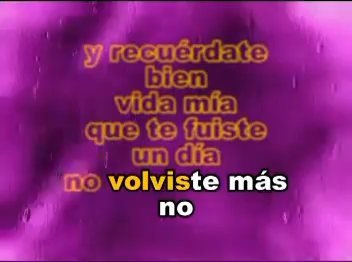 y recuérdate
bien
vida mía
que te fuiste
un día
no volviste más
no